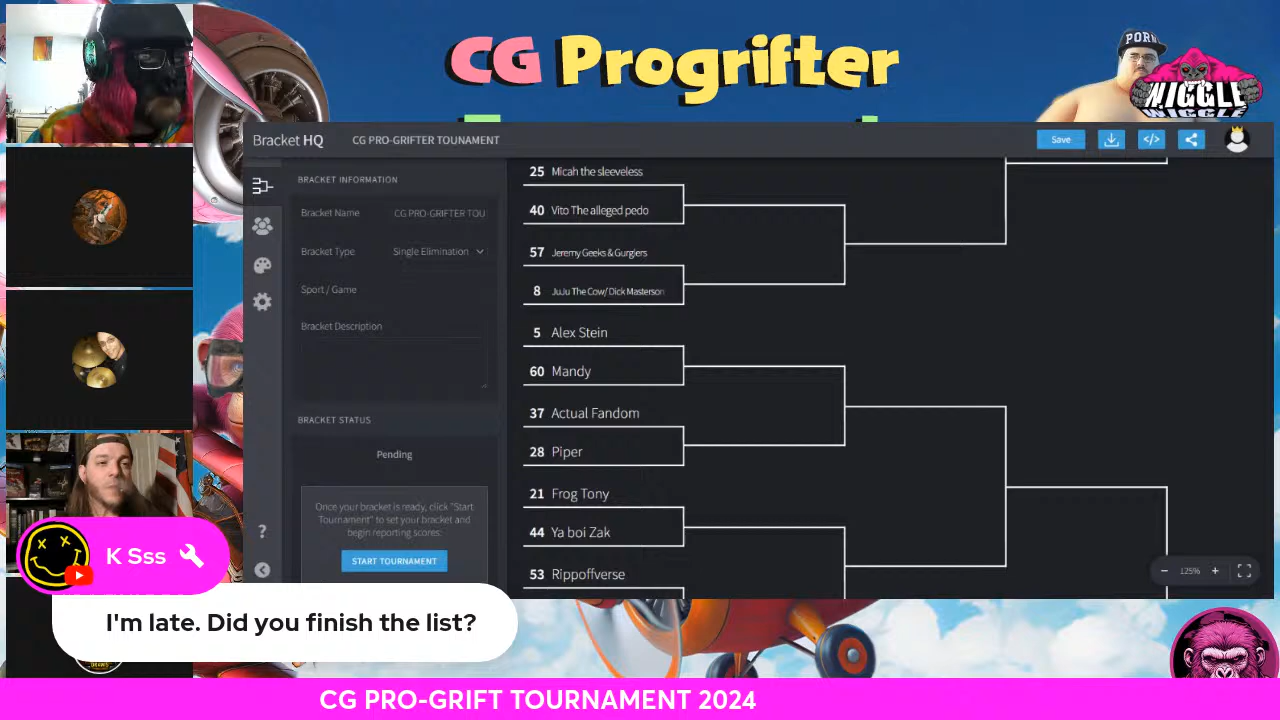 CG Progrifter
PORN
WIGGLE
WIGGLE
Bracket HQ
CG PRO-GRIFTER TOURNAMENT
Save
</>
BRACKET INFORMATION
Bracket Name CG PRO-GRIFTER TOU
Bracket Type Single Elimination
Sport / Game
Bracket Description
BRACKET STATUS
Pending
Once your bracket is ready, click "Start
Tournament" to set your bracket and
begin reporting scores:
START TOURNAMENT
?
25 Micah the sleeveless
40 Vito The alleged pedo
57 Jeremy Geeks & Gurglers
8 JuJu The Cow/ Dick Masterson
5 Alex Stein
60 Mandy
37 Actual Fandom
28 Piper
21 Frog Tony
44 Ya boi Zak
53 Rippoffverse
− 125% +
K Sss
I'm late. Did you finish the list?
CG PRO-GRIFT TOURNAMENT 2024